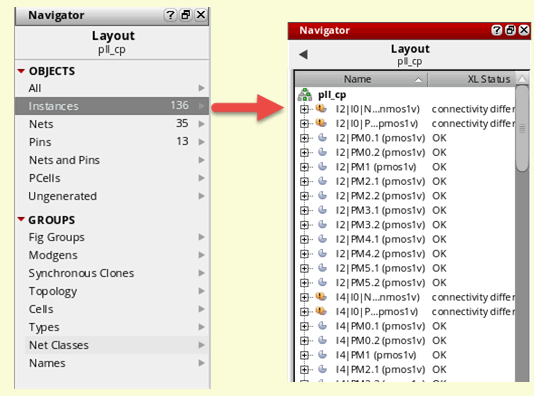 Navigator
Layout
pll_cp
OBJECTS
All
Instances 136
Nets 35
Pins 13
Nets and Pins
PCells
Ungenerated
GROUPS
Fig Groups
Modgens
Synchronous Clones
Topology
Cells
Types
Net Classes
Names
Navigator
Layout
pll_cp
Name XL Status
pll_cp
I2|I0|N...nmos1v) connectivity differ
I2|I0|P...pmos1v) connectivity differ
I2|PM0.1 (pmos1v) OK
I2|PM0.2 (pmos1v) OK
I2|PM1 (pmos1v) OK
I2|PM2.1 (pmos1v) OK
I2|PM2.2 (pmos1v) OK
I2|PM3.1 (pmos1v) OK
I2|PM3.2 (pmos1v) OK
I2|PM4.1 (pmos1v) OK
I2|PM4.2 (pmos1v) OK
I2|PM5.1 (pmos1v) OK
I2|PM5.2 (pmos1v) OK
I4|I0|N...nmos1v) connectivity differ
I4|I0|P...pmos1v) connectivity differ
I4|PM0.1 (pmos1v) OK
I4|PM0.2 (pmos1v) OK
I4|PM1 (pmos1v) OK
I4|PM2.1 (pmos1v) OK